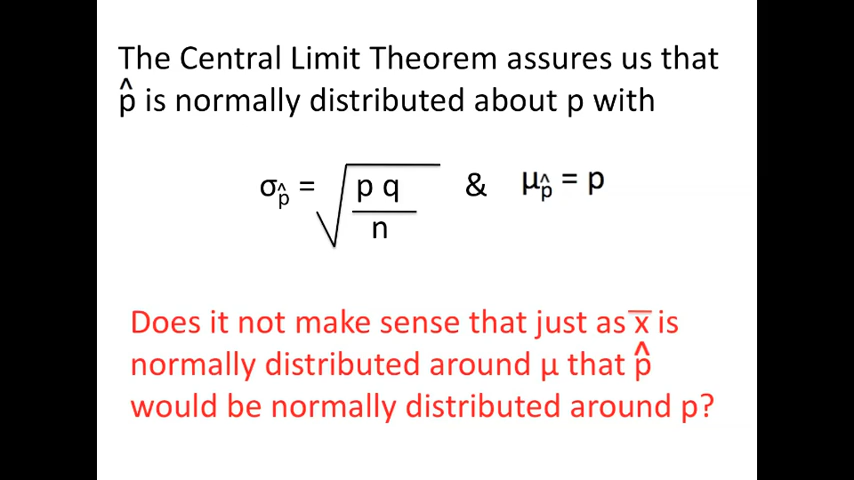 The Central Limit Theorem assures us that
p̂ is normally distributed about p with
σp̂ = √(p q / n) & μp̂ = p
Does it not make sense that just as x̅ is
normally distributed around μ that p̂
would be normally distributed around p?